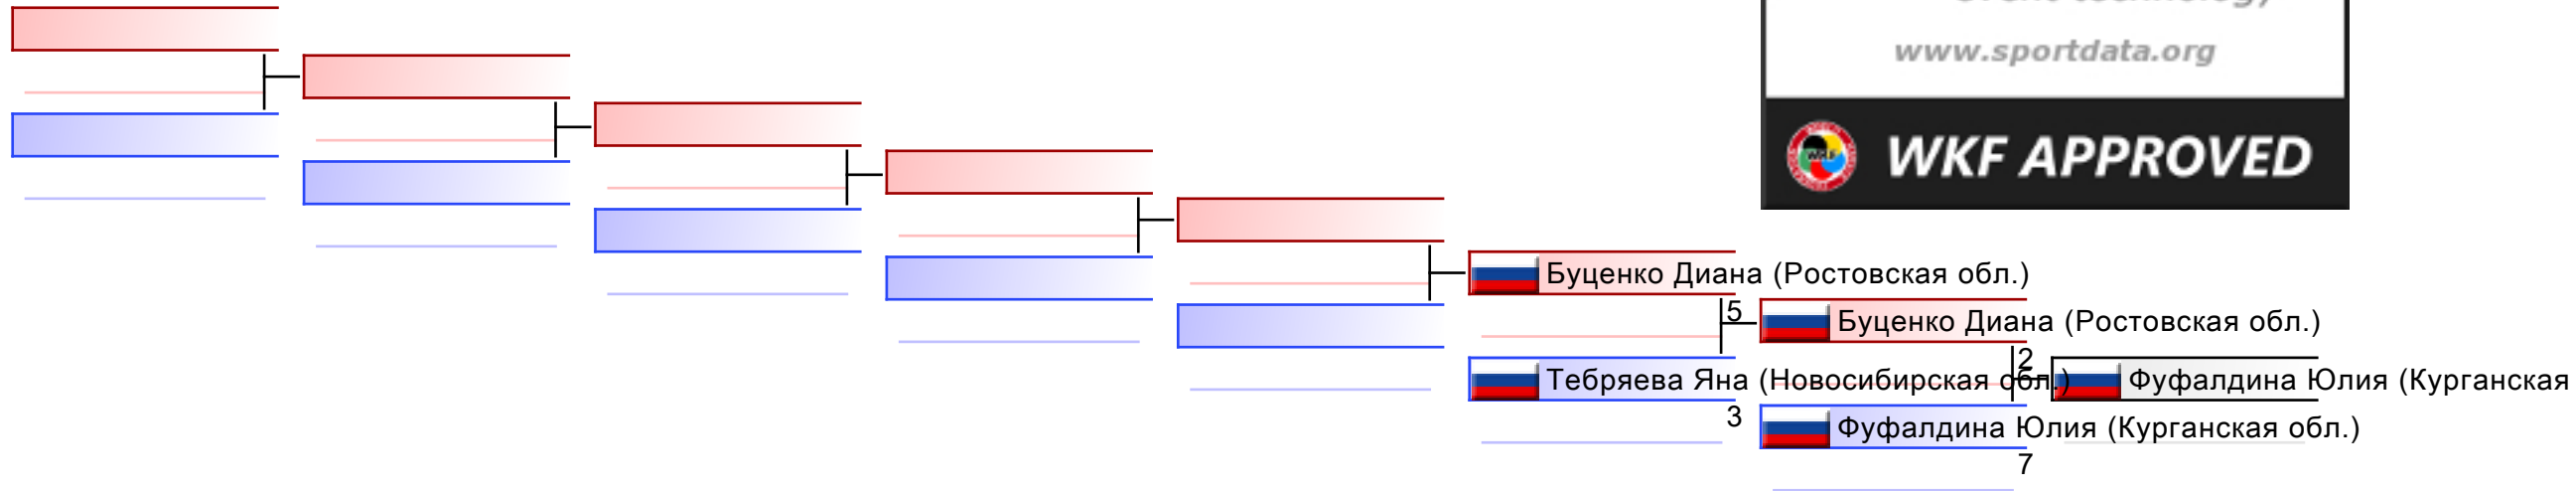 www.sportdata.org
WKF APPROVED
Буценко Диана (Ростовская обл.)
5
Буценко Диана (Ростовская обл.)
2
Тебряева Яна (Новосибирская обл.)
Фуфалдина Юлия (Курганская
3
Фуфалдина Юлия (Курганская обл.)
7